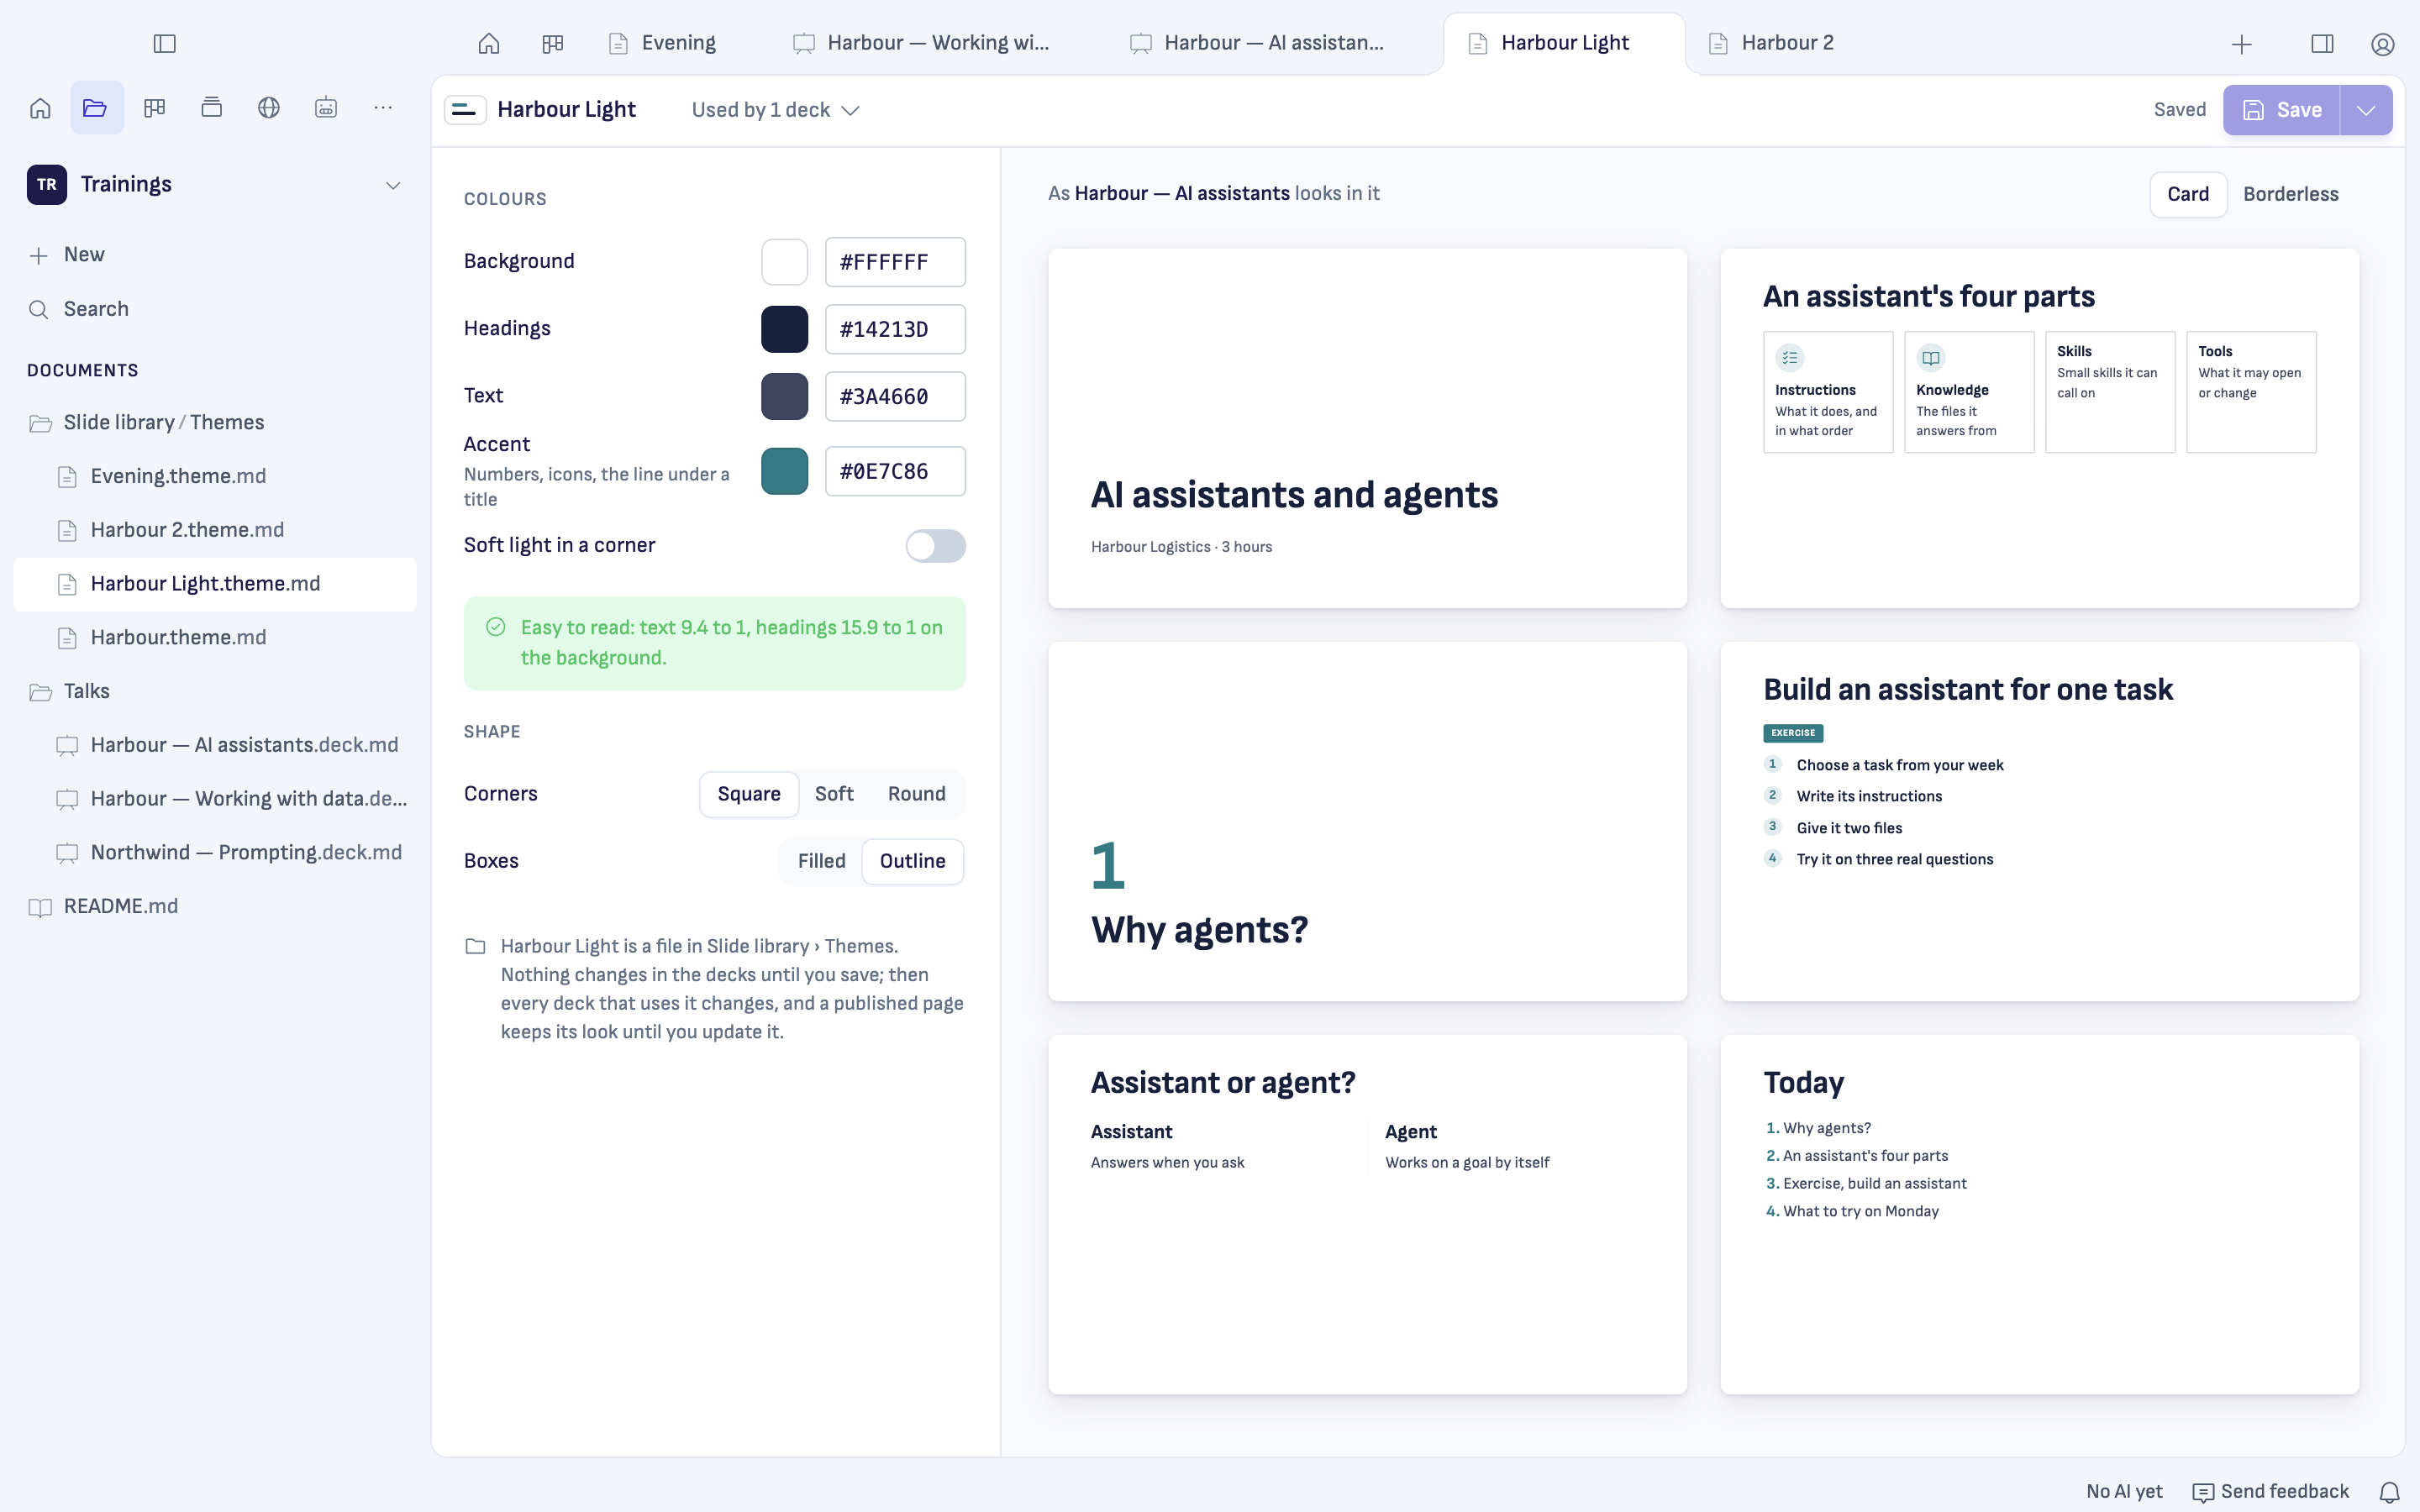 Evening
Harbour — Working wi...
Harbour — AI assistan...
Harbour Light
Harbour 2
TR
Trainings
New
Search
DOCUMENTS
Slide library / Themes
Evening.theme.md
Harbour 2.theme.md
Harbour Light.theme.md
Harbour.theme.md
Talks
Harbour — AI assistants.deck.md
Harbour — Working with data.de...
Northwind — Prompting.deck.md
README.md
Harbour Light
Used by 1 deck
Saved
Save
COLOURS
Background
#FFFFFF
Headings
#14213D
Text
#3A4660
Accent
Numbers, icons, the line under a
title
#0E7C86
Soft light in a corner
Easy to read: text 9.4 to 1, headings 15.9 to 1 on
the background.
SHAPE
Corners
Square
Soft
Round
Boxes
Filled
Outline
Harbour Light is a file in Slide library › Themes.
Nothing changes in the decks until you save; then
every deck that uses it changes, and a published page
keeps its look until you update it.
As Harbour — AI assistants looks in it
Card
Borderless
AI assistants and agents
Harbour Logistics · 3 hours
An assistant's four parts
Instructions
What it does, and
in what order
Knowledge
The files it
answers from
Skills
Small skills it can
call on
Tools
What it may open
or change
1
Why agents?
Build an assistant for one task
EXERCISE
1 Choose a task from your week
2 Write its instructions
3 Give it two files
4 Try it on three real questions
Assistant or agent?
Assistant
Answers when you ask
Agent
Works on a goal by itself
Today
1. Why agents?
2. An assistant's four parts
3. Exercise, build an assistant
4. What to try on Monday
No AI yet
Send feedback